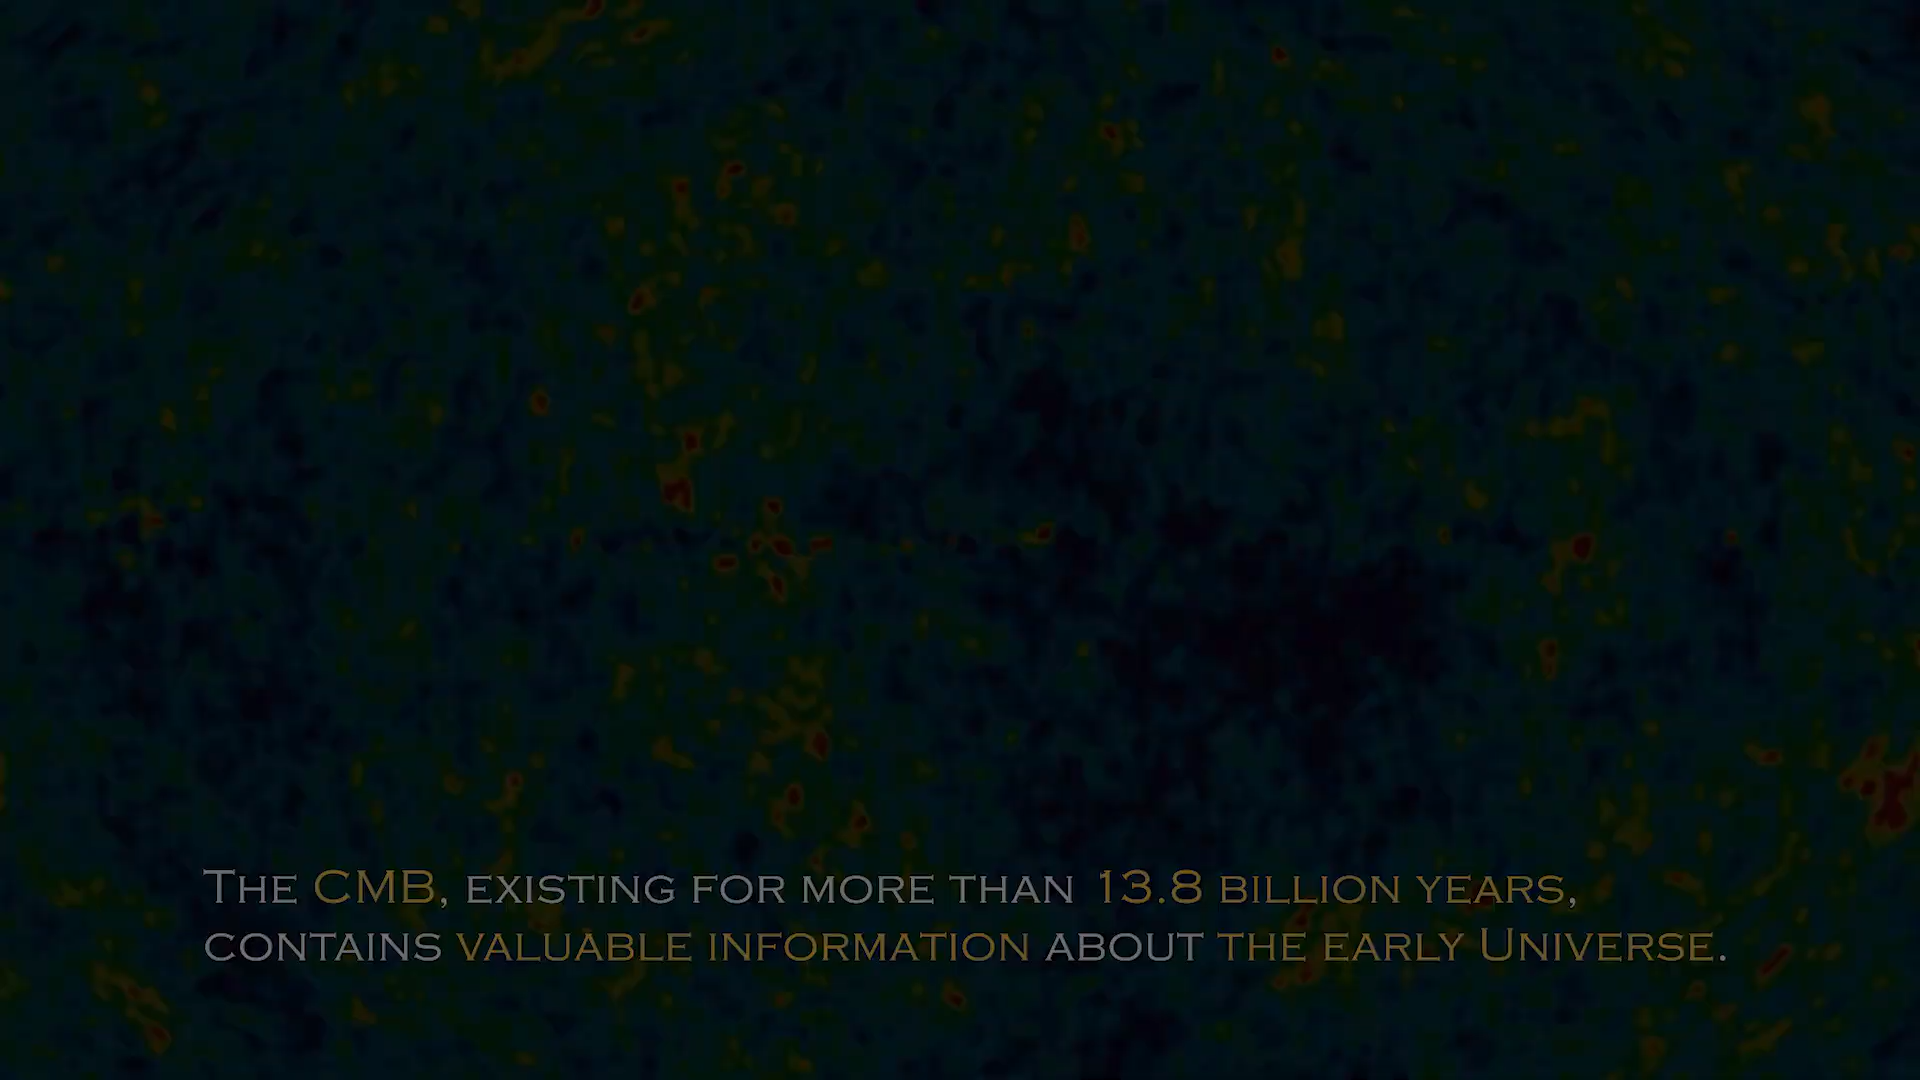 The CMB, existing for more than 13.8 billion years,
contains valuable information about the early Universe.